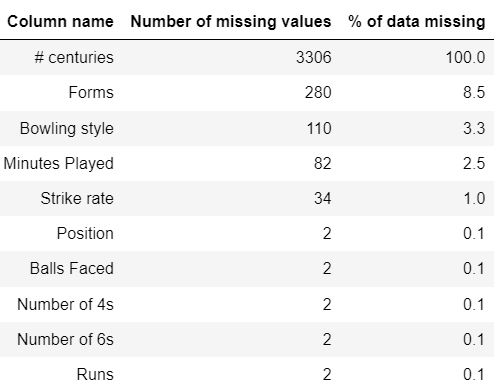 Column name Number of missing values % of data missing
# centuries 3306 100.0
Forms 280 8.5
Bowling style 110 3.3
Minutes Played 82 2.5
Strike rate 34 1.0
Position 2 0.1
Balls Faced 2 0.1
Number of 4s 2 0.1
Number of 6s 2 0.1
Runs 2 0.1